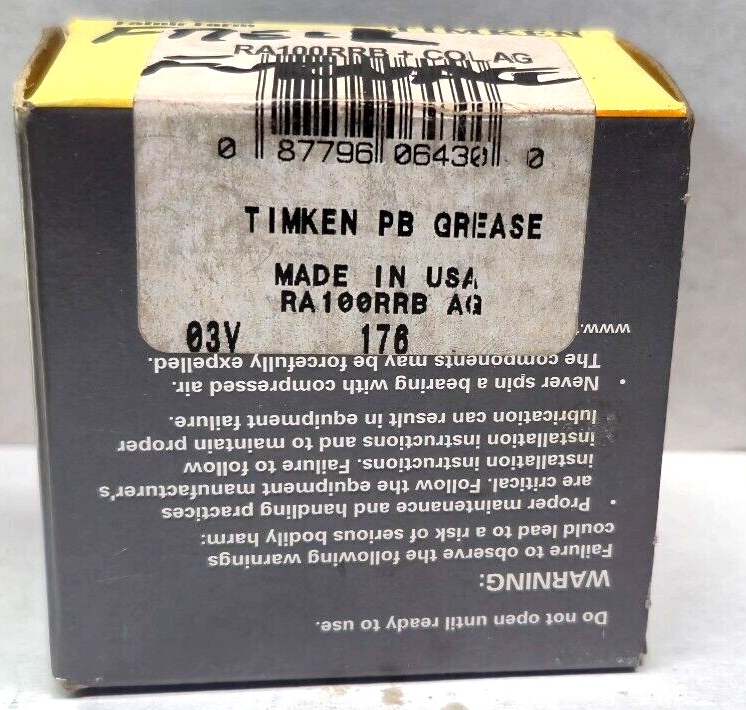 TIMKEN
RA100RRB + COL AG
0 87796 06430 0
TIMKEN PB GREASE
MADE IN USA
RA100RRB AG
03V 176
Do not open until ready to use.
WARNING:
Failure to observe the following warnings
could lead to a risk of serious bodily harm:
• Proper maintenance and handling practices
are critical. Follow the equipment manufacturer's
installation instructions. Failure to follow
installation instructions and to maintain proper
lubrication can result in equipment failure.
• Never spin a bearing with compressed air.
The components may be forcefully expelled.
www.